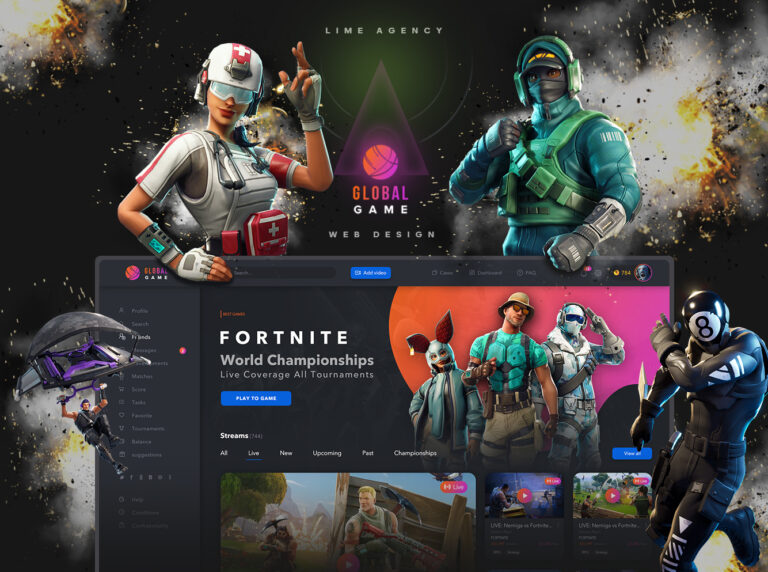 LIME AGENCY
GLOBAL
GAME
WEB DESIGN
GLOBAL
GAME
Search...
Add video
Cases
Dashboard
FAQ
784
Profile
Search
Friends
Messages
Matches
Score
Tasks
Favorite
Tournaments
Balance
suggestions
Help
Conditions
Confidentiality
BEST GAMES
FORTNITE
World Championships
Live Coverage All Tournaments
PLAY TO GAME
Streams (744)
All
Live
New
Upcoming
Past
Championships
View all
Live
Live
LIVE: Nemiga vs Fortnite...
Live
LIVE: Nemiga vs Fortnite...
8